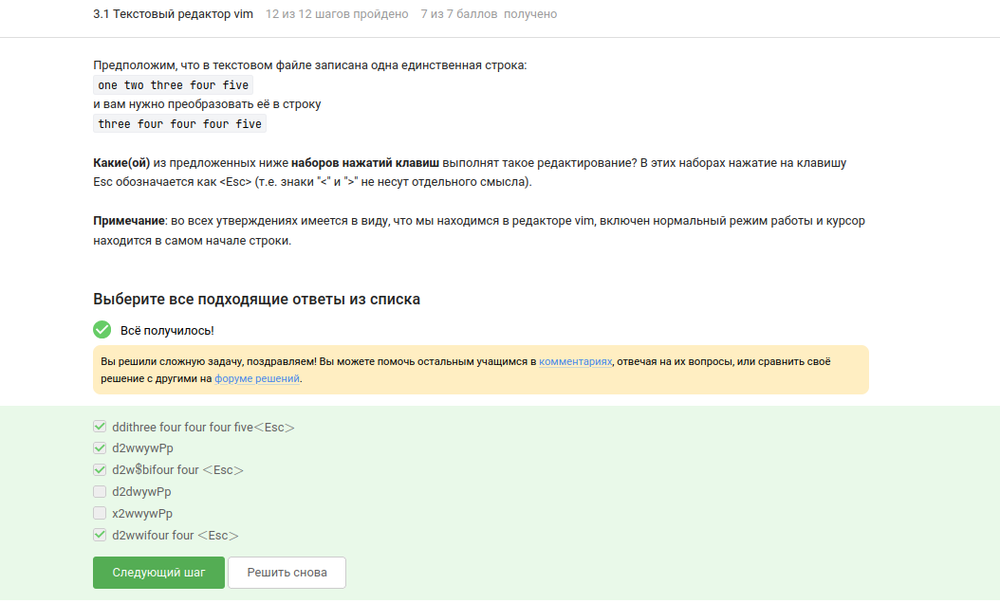 3.1 Текстовый редактор vim 12 из 12 шагов пройдено 7 из 7 баллов получено
Предположим, что в текстовом файле записана одна единственная строка:
one two three four five
и вам нужно преобразовать её в строку
three four four four five
Какие(ой) из предложенных ниже наборов нажатий клавиш выполнят такое редактирование? В этих наборах нажатие на клавишу
Esc обозначается как <Esc> (т.е. знаки "<" и ">" не несут отдельного смысла).
Примечание: во всех утверждениях имеется в виду, что мы находимся в редакторе vim, включен нормальный режим работы и курсор
находится в самом начале строки.
Выберите все подходящие ответы из списка
Всё получилось!
Вы решили сложную задачу, поздравляем! Вы можете помочь остальным учащимся в комментариях, отвечая на их вопросы, или сравнить своё
решение с другими на форуме решений.
ddithree four four four five<Esc>
d2wwywPp
d2w$bifour four <Esc>
d2dwywPp
x2wwywPp
d2wwifour four <Esc>
Следующий шаг Решить снова